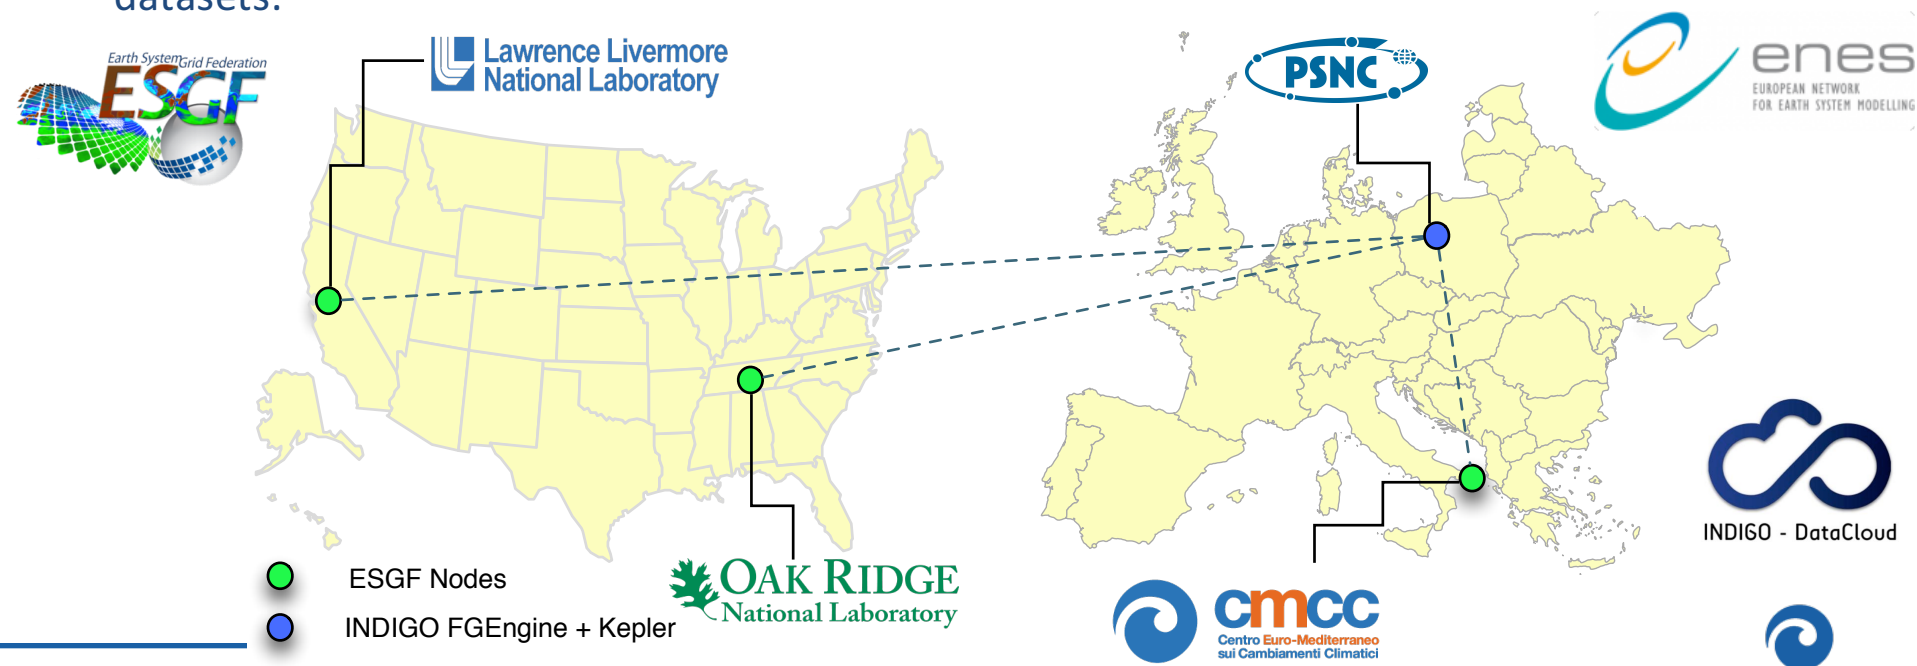 datasets:
Earth System Grid Federation
ESGF
Lawrence Livermore
National Laboratory
PSNC
enes
EUROPEAN NETWORK
FOR EARTH SYSTEM MODELLING
INDIGO - DataCloud
ESGF Nodes
INDIGO FGEngine + Kepler
OAK RIDGE
National Laboratory
cmcc
Centro Euro-Mediterraneo
sui Cambiamenti Climatici